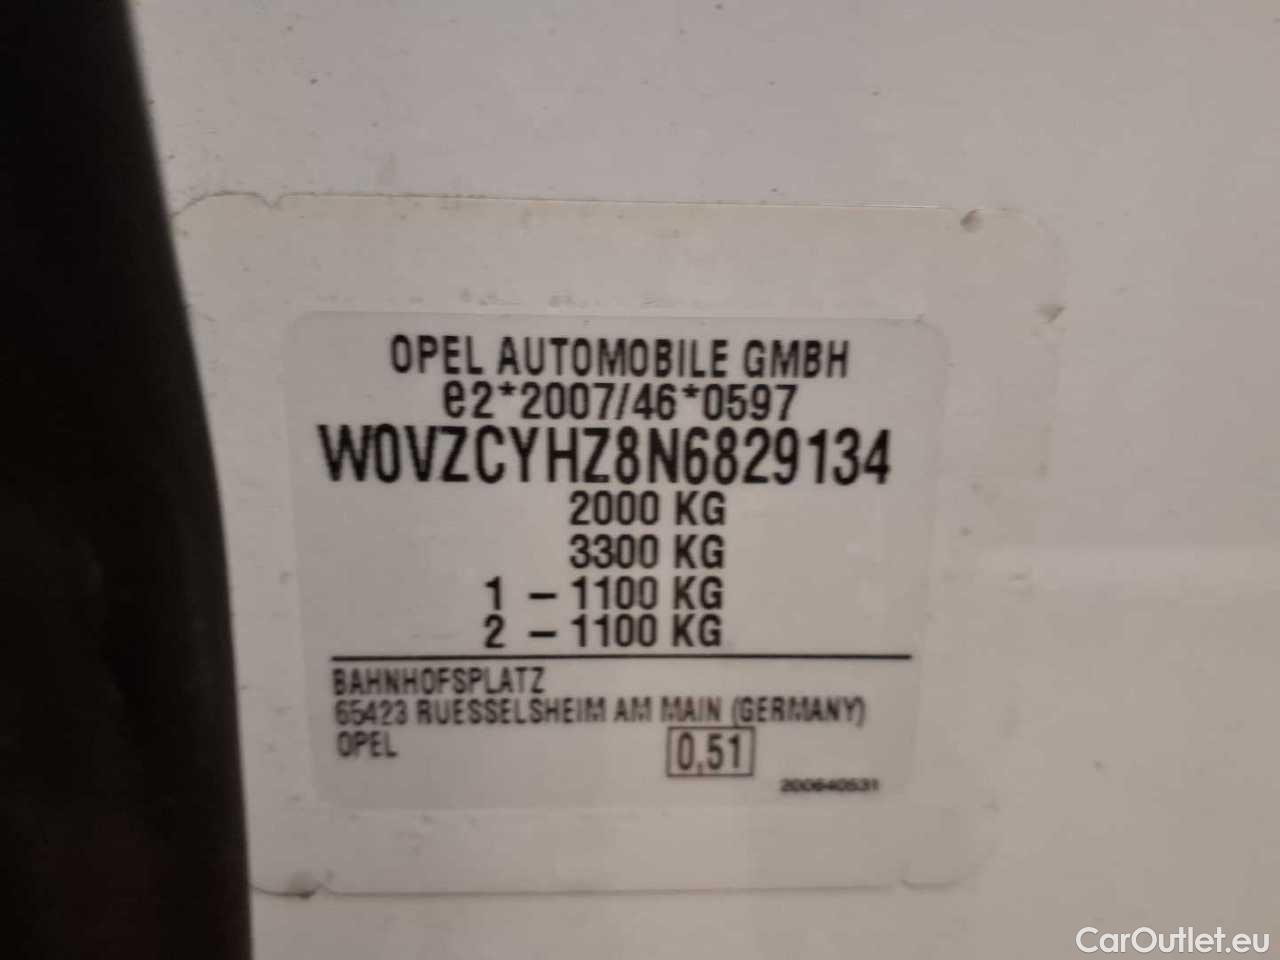 OPEL AUTOMOBILE GMBH
e2*2007/46*0597
W0VZCYHZ8N6829134
2000 KG
3300 KG
1 – 1100 KG
2 – 1100 KG
BAHNHOFSPLATZ
65423 RUESSELSHEIM AM MAIN (GERMANY)
OPEL
0,51
200640531
CarOutlet.eu